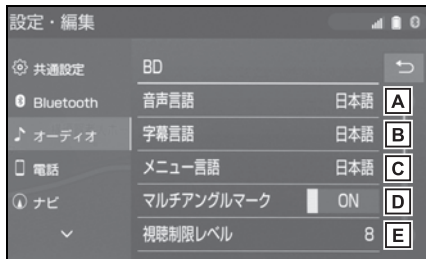 設定・編集
共通設定
Bluetooth
オーディオ
電話
ナビ
BD
音声言語 日本語 A
字幕言語 日本語 B
メニュー言語 日本語 C
マルチアングルマーク ON D
視聴制限レベル 8 E